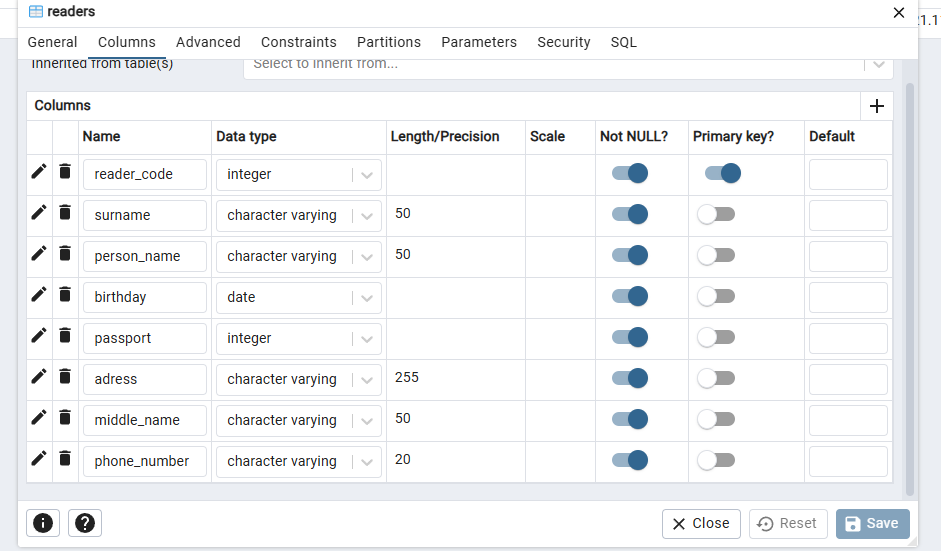 readers
21.1
General Columns Advanced Constraints Partitions Parameters Security SQL
Inherited from table(s) Select to inherit from...
Columns
Name Data type Length/Precision Scale Not NULL? Primary key? Default
reader_code integer
surname character varying 50
person_name character varying 50
birthday date
passport integer
adress character varying 255
middle_name character varying 50
phone_number character varying 20
Close Reset Save